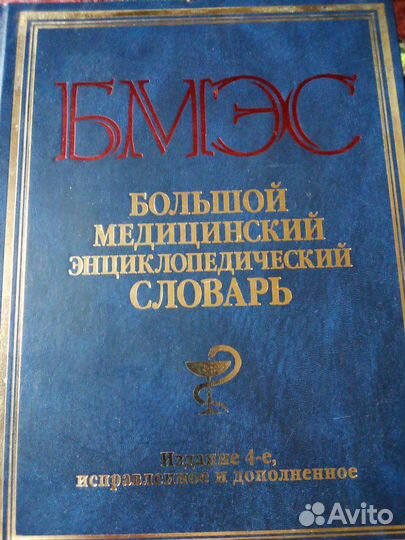 БМЭС
БОЛЬШОЙ
МЕДИЦИНСКИЙ
ЭНЦИКЛОПЕДИЧЕСКИЙ
СЛОВАРЬ
Издание 4-е,
исправленное и дополненное
Avito